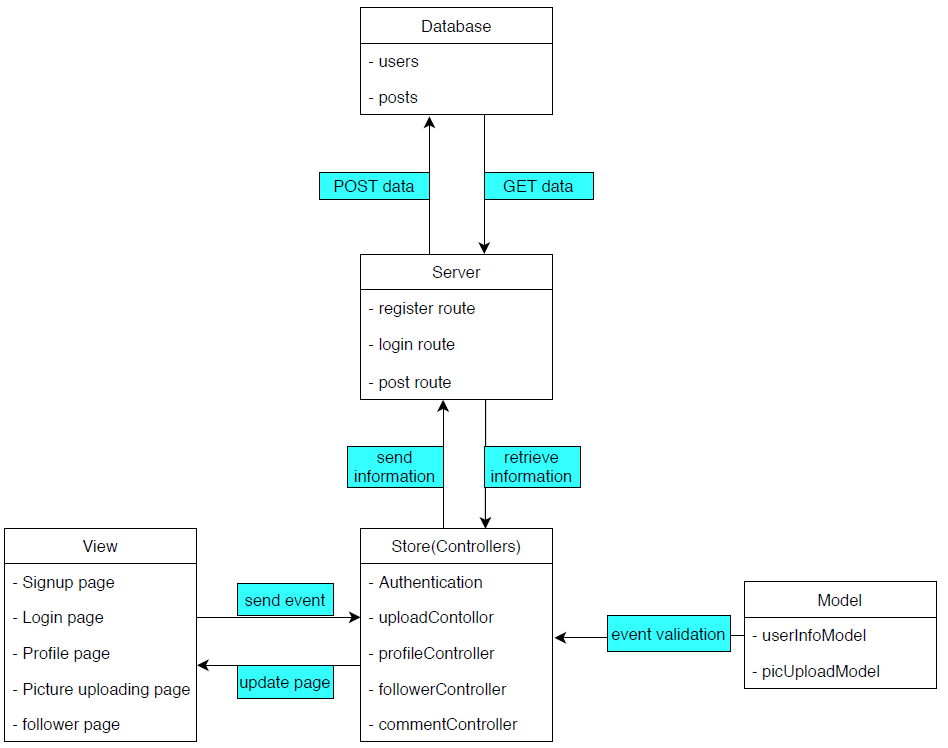 Database
- users
- posts
POST data
GET data
Server
- register route
- login route
- post route
send
information
retrieve
information
View
- Signup page
- Login page
- Profile page
- Picture uploading page
- follower page
send event
update page
Store(Controllers)
- Authentication
- uploadContollor
- profileController
- followerController
- commentController
event validation
Model
- userInfoModel
- picUploadModel